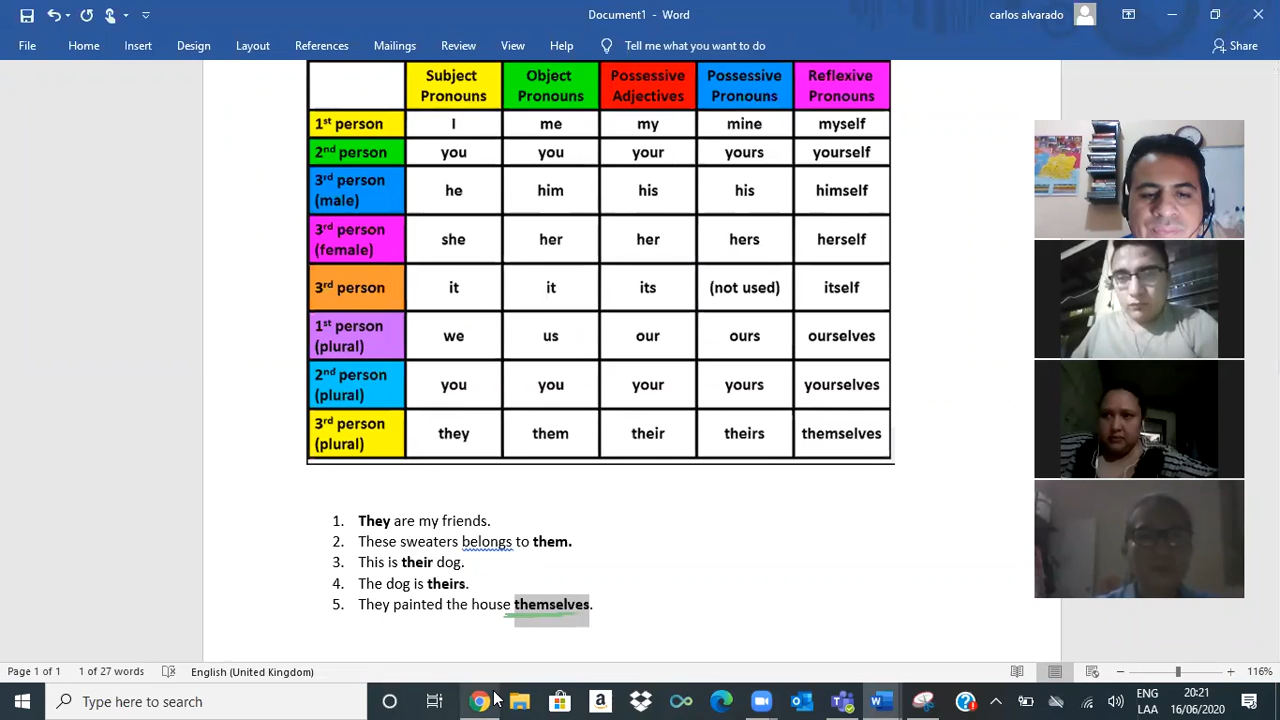 Document1 - Word
carlos alvarado
File Home Insert Design Layout References Mailings Review View Help Tell me what you want to do Share
Subject Pronouns Object Pronouns Possessive Adjectives Possessive Pronouns Reflexive Pronouns
1st person I me my mine myself
2nd person you you your yours yourself
3rd person (male) he him his his himself
3rd person (female) she her her hers herself
3rd person it it its (not used) itself
1st person (plural) we us our ours ourselves
2nd person (plural) you you your yours yourselves
3rd person (plural) they them their theirs themselves
1. They are my friends.
2. These sweaters belongs to them.
3. This is their dog.
4. The dog is theirs.
5. They painted the house themselves.
Page 1 of 1 1 of 27 words English (United Kingdom) 116%
Type here to search
ENG 20:21
LAA 16/06/2020